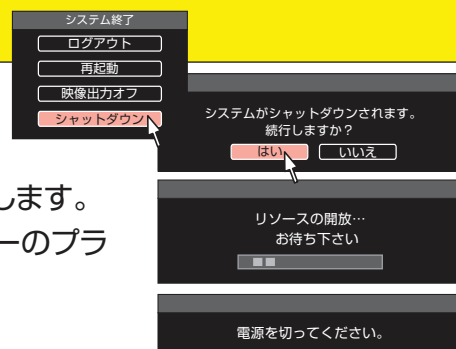 システム終了
ログアウト
再起動
映像出力オフ
シャットダウン
システムがシャットダウンされます。
続行しますか？
はい
いいえ
します。
ーのプラ
リソースの開放…
お待ち下さい
電源を切ってください。